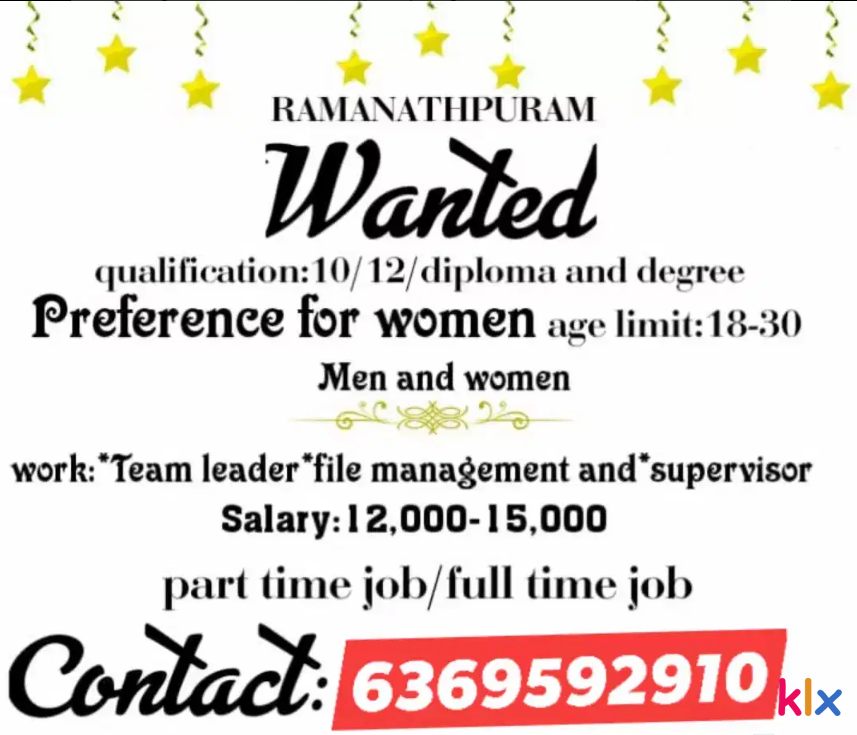 RAMANATHPURAM
Wanted
qualification:10/12/diploma and degree
Preference for women age limit:18-30
Men and women
work:*Team leader*file management and*supervisor
Salary:12,000-15,000
part time job/full time job
Contact: 6369592910
klx